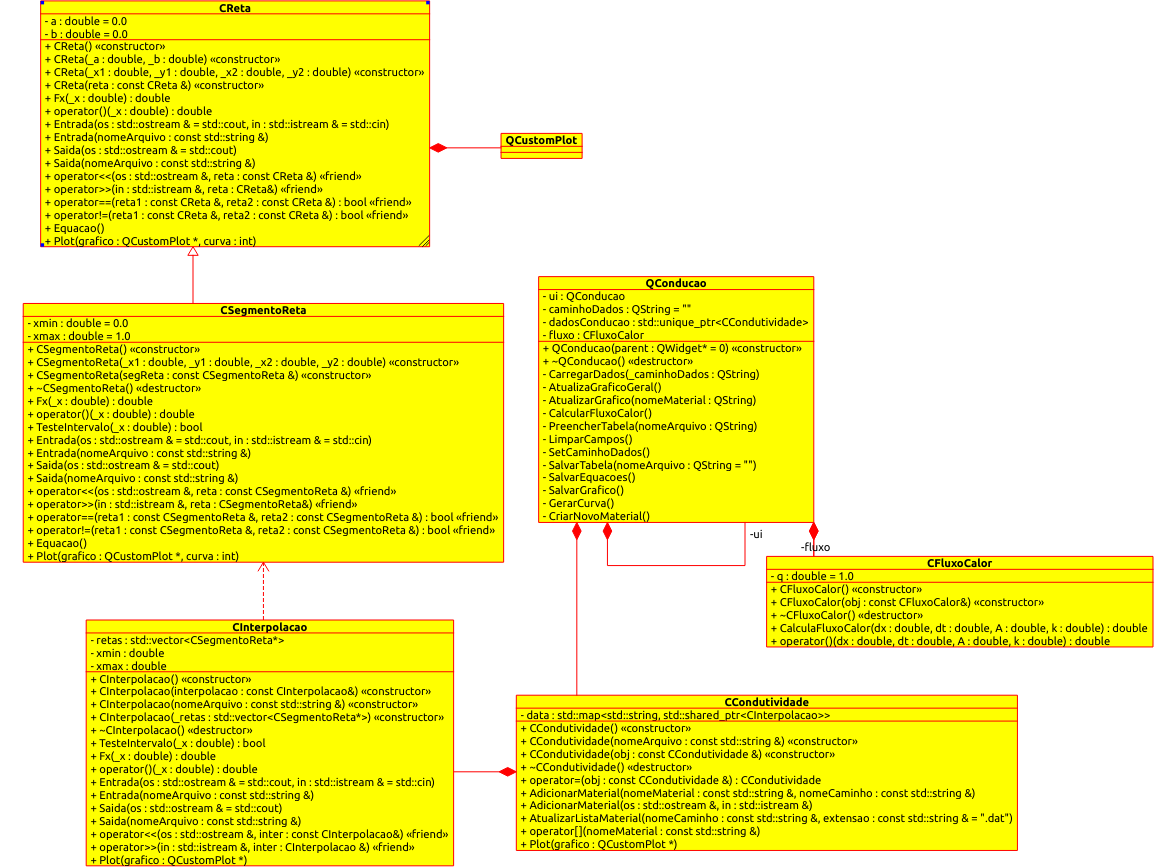 CReta
- a : double = 0.0
- b : double = 0.0
+ CReta() «constructor»
+ CReta(_a : double, _b : double) «constructor»
+ CReta(_x1 : double, _y1 : double, _x2 : double, _y2 : double) «constructor»
+ CReta(reta : const CReta &) «constructor»
+ Fx(_x : double) : double
+ operator()(_x : double) : double
+ Entrada(os : std::ostream & = std::cout, in : std::istream & = std::cin)
+ Entrada(nomeArquivo : const std::string &)
+ Saida(os : std::ostream & = std::cout)
+ Saida(nomeArquivo : const std::string &)
+ operator<<(os : std::ostream &, reta : const CReta &) «friend»
+ operator>>(in : std::istream &, reta : CReta&) «friend»
+ operator==(reta1 : const CReta &, reta2 : const CReta &) : bool «friend»
+ operator!=(reta1 : const CReta &, reta2 : const CReta &) : bool «friend»
+ Equacao()
+ Plot(grafico : QCustomPlot *, curva : int)
QCustomPlot
CSegmentoReta
- xmin : double = 0.0
- xmax : double = 1.0
+ CSegmentoReta() «constructor»
+ CSegmentoReta(_x1 : double, _y1 : double, _x2 : double, _y2 : double) «constructor»
+ CSegmentoReta(segReta : const CSegmentoReta &) «constructor»
+ ~CSegmentoReta() «destructor»
+ Fx(_x : double) : double
+ operator()(_x : double) : double
+ TesteIntervalo(_x : double) : bool
+ Entrada(os : std::ostream & = std::cout, in : std::istream & = std::cin)
+ Entrada(nomeArquivo : const std::string &)
+ Saida(os : std::ostream & = std::cout)
+ Saida(nomeArquivo : const std::string &)
+ operator<<(os : std::ostream &, reta : const CSegmentoReta &) «friend»
+ operator>>(in : std::istream &, reta : CSegmentoReta&) «friend»
+ operator==(reta1 : const CSegmentoReta &, reta2 : const CSegmentoReta &) : bool «friend»
+ operator!=(reta1 : const CSegmentoReta &, reta2 : const CSegmentoReta &) : bool «friend»
+ Equacao()
+ Plot(grafico : QCustomPlot *, curva : int)
QConducao
- ui : QConducao
- caminhoDados : QString = ""
- dadosConducao : std::unique_ptr<CCondutividade>
- fluxo : CFluxoCalor
+ QConducao(parent : QWidget* = 0) «constructor»
+ ~QConducao() «destructor»
- CarregarDados(_caminhoDados : QString)
- AtualizaGraficoGeral()
- AtualizarGrafico(nomeMaterial : QString)
- CalcularFluxoCalor()
- PreencherTabela(nomeArquivo : QString)
- LimparCampos()
- SetCaminhoDados()
- SalvarTabela(nomeArquivo : QString = "")
- SalvarEquacoes()
- SalvarGrafico()
- GerarCurva()
- CriarNovoMaterial()
-ui
-fluxo
CFluxoCalor
- q : double = 1.0
+ CFluxoCalor() «constructor»
+ CFluxoCalor(obj : const CFluxoCalor&) «constructor»
+ ~CFluxoCalor() «destructor»
+ CalculaFluxoCalor(dx : double, dt : double, A : double, k : double) : double
+ operator()(dx : double, dt : double, A : double, k : double) : double
CInterpolacao
- retas : std::vector<CSegmentoReta*>
- xmin : double
- xmax : double
+ CInterpolacao() «constructor»
+ CInterpolacao(interpolacao : const CInterpolacao&) «constructor»
+ CInterpolacao(nomeArquivo : const std::string &) «constructor»
+ CInterpolacao(_retas : std::vector<CSegmentoReta*>) «constructor»
+ ~CInterpolacao() «destructor»
+ TesteIntervalo(_x : double) : bool
+ Fx(_x : double) : double
+ operator()(_x : double) : double
+ Entrada(os : std::ostream & = std::cout, in : std::istream & = std::cin)
+ Entrada(nomeArquivo : const std::string &)
+ Saida(os : std::ostream & = std::cout)
+ Saida(nomeArquivo : const std::string &)
+ operator<<(os : std::ostream &, inter : const CInterpolacao&) «friend»
+ operator>>(in : std::istream &, inter : CInterpolacao &) «friend»
+ Plot(grafico : QCustomPlot *)
CCondutividade
- data : std::map<std::string, std::shared_ptr<CInterpolacao>>
+ CCondutividade() «constructor»
+ CCondutividade(nomeArquivo : const std::string &) «constructor»
+ CCondutividade(obj : const CCondutividade &) «constructor»
+ ~CCondutividade() «destructor»
+ operator=(obj : const CCondutividade &) : CCondutividade
+ AdicionarMaterial(nomeMaterial : const std::string &, nomeCaminho : const std::string &)
+ AdicionarMaterial(os : std::ostream &, in : std::istream &)
+ AtualizarListaMaterial(nomeCaminho : const std::string &, extensao : const std::string & = ".dat")
+ operator[](nomeMaterial : const std::string &)
+ Plot(grafico : QCustomPlot *)